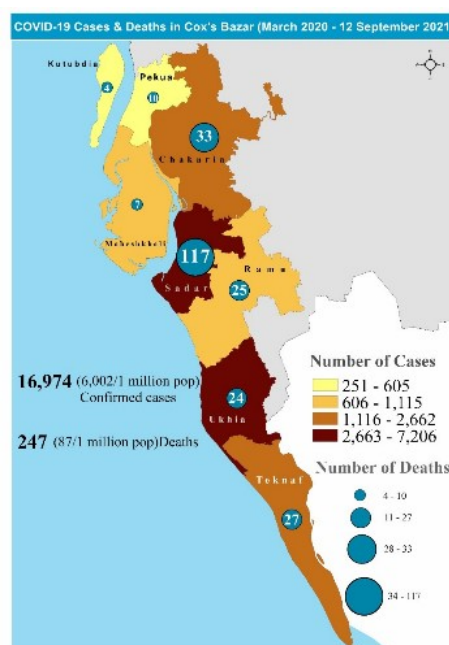 COVID-19 Cases & Deaths in Cox's Bazar (March 2020 - 12 September 2021)
Kutubdia
4
Pekua
10
33
Chakaria
7
Moheshkhali
117
Sadar
Ramu
25
16,974 (6,002/1 million pop)
Confirmed cases
247 (87/1 million pop)Deaths
24
Ukhia
Teknaf
27
Number of Cases
251 - 605
606 - 1,115
1,116 - 2,662
2,663 - 7,206
Number of Deaths
4 - 10
11 - 27
28 - 33
34 - 117